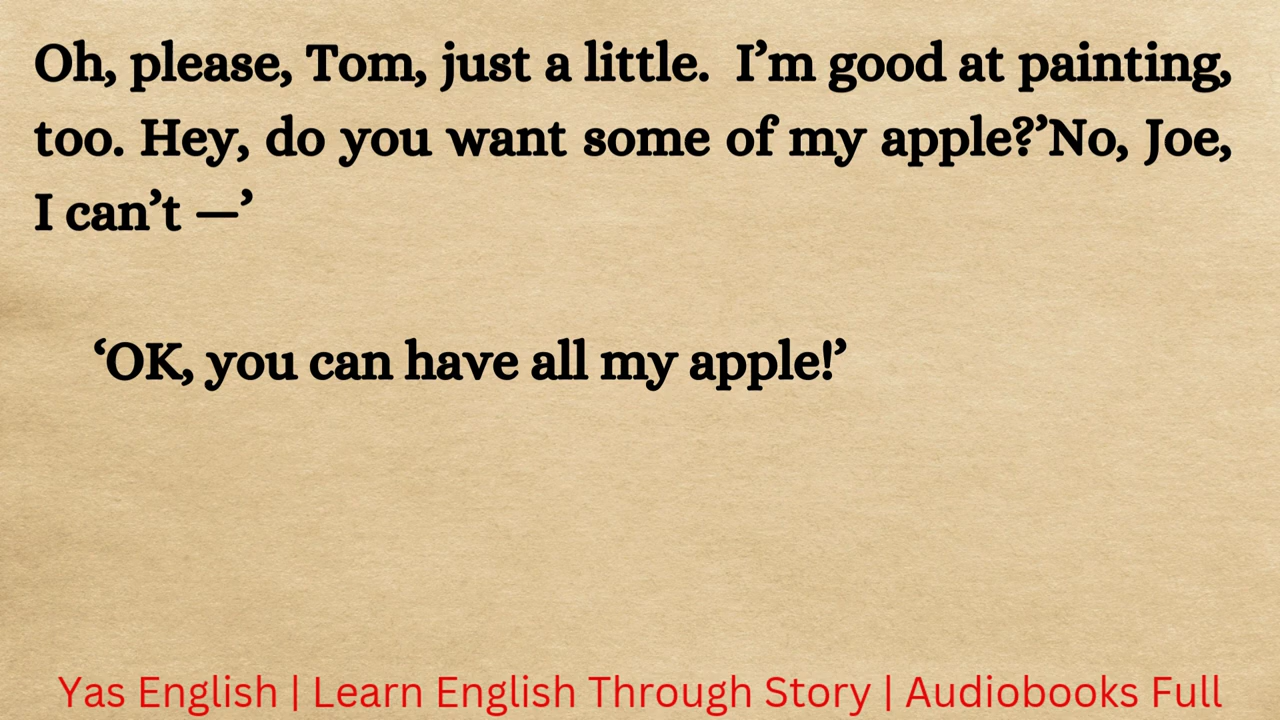 Oh, please, Tom, just a little.  I’m good at painting,
too. Hey, do you want some of my apple?’No, Joe,
I can’t —’
‘OK, you can have all my apple!’
Yas English | Learn English Through Story | Audiobooks Full